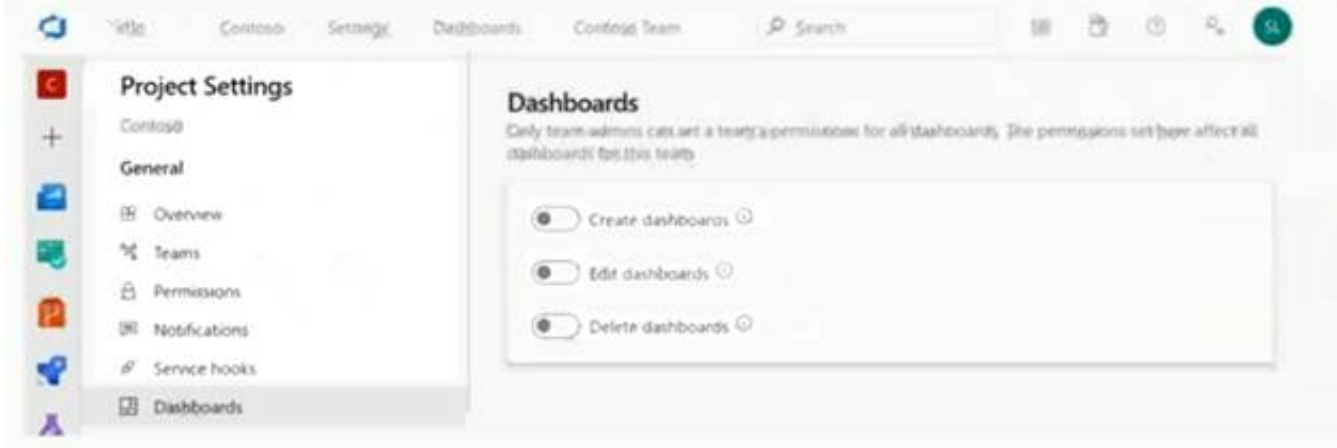 Contoso
Settings
Dashboards
Contoso Team
Search
SL
C
Project Settings
Contoso
General
Overview
Teams
Permissions
Notifications
Service hooks
Dashboards
Dashboards
Only team admins can set a team's permissions for all dashboards. The permissions set here affect all
dashboards for this team
Create dashboards
Edit dashboards
Delete dashboards